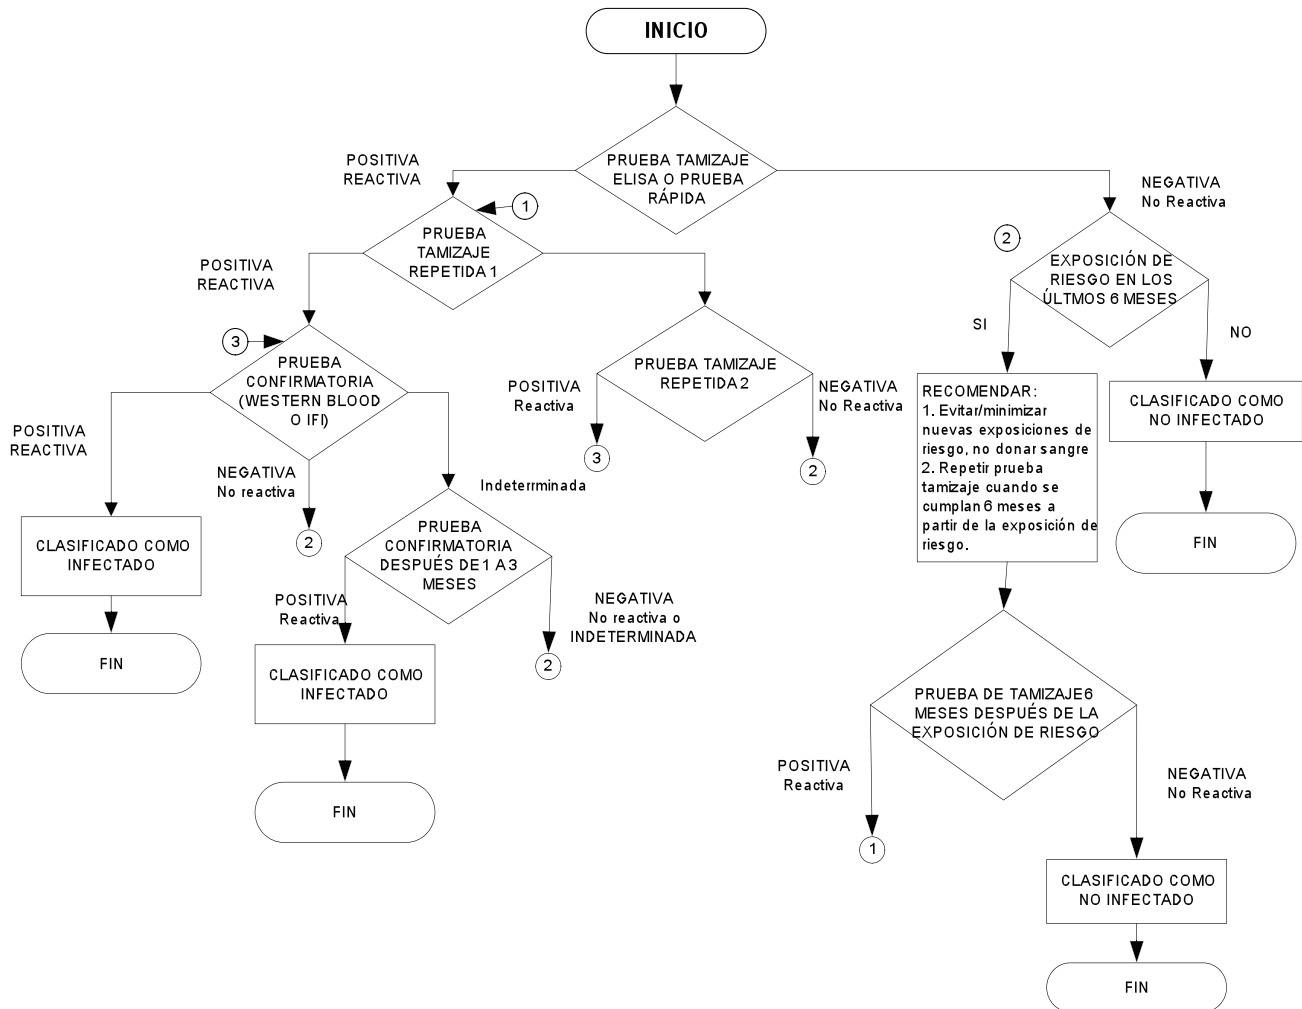 INICIO
PRUEBA TAMIZAJE
ELISA O PRUEBA
RÁPIDA
POSITIVA
REACTIVA
NEGATIVA
No Reactiva
1
PRUEBA
TAMIZAJE
REPETIDA 1
2
EXPOSICIÓN DE
RIESGO EN LOS
ÚLTMOS 6 MESES
POSITIVA
REACTIVA
SI
NO
3
PRUEBA
CONFIRMATORIA
(WESTERN BLOOD
O IFI)
PRUEBA TAMIZAJE
REPETIDA 2
POSITIVA
Reactiva
NEGATIVA
No Reactiva
3
2
RECOMENDAR:
1. Evitar/minimizar
nuevas exposiciones de
riesgo, no donar sangre
2. Repetir prueba
tamizaje cuando se
cumplan 6 meses a
partir de la exposición de
riesgo.
CLASIFICADO COMO
NO INFECTADO
FIN
POSITIVA
REACTIVA
NEGATIVA
No reactiva
Indeterrminada
2
CLASIFICADO COMO
INFECTADO
FIN
PRUEBA
CONFIRMATORIA
DESPUÉS DE 1 A 3
MESES
POSITIVA
Reactiva
NEGATIVA
No reactiva o
INDETERMINADA
2
CLASIFICADO COMO
INFECTADO
FIN
PRUEBA DE TAMIZAJE 6
MESES DESPUÉS DE LA
EXPOSICIÓN DE RIESGO
POSITIVA
Reactiva
NEGATIVA
No Reactiva
1
CLASIFICADO COMO
NO INFECTADO
FIN